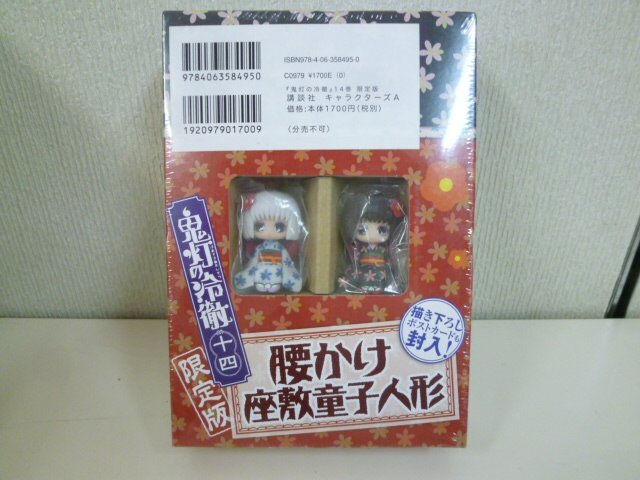 ISBN978-4-06-358495-0
9784063584950
C0979 ¥1700E (0)
『鬼灯の冷徹』14巻 限定版
講談社 キャラクターズA
価格:本体1700円(税別)
1920979017009
(分売不可)
鬼灯の冷徹
の十四
限定版
描き下ろし
ポストカードも
封入!
腰かけ
座敷童子人形